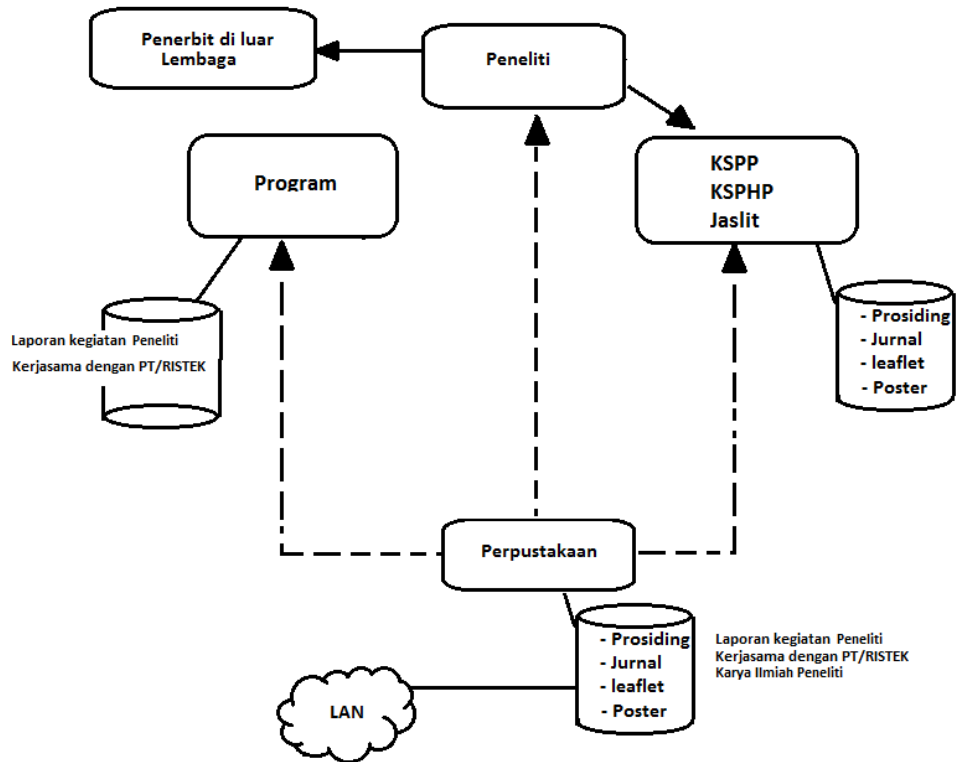 Penerbit di luar
Lembaga
Peneliti
Program
KSPP
KSPHP
Jaslit
Laporan kegiatan Peneliti
Kerjasama dengan PT/RISTEK
- Prosiding
- Jurnal
- leaflet
- Poster
Perpustakaan
- Prosiding
- Jurnal
- leaflet
- Poster
Laporan kegiatan Peneliti
Kerjasama dengan PT/RISTEK
Karya Ilmiah Peneliti
LAN